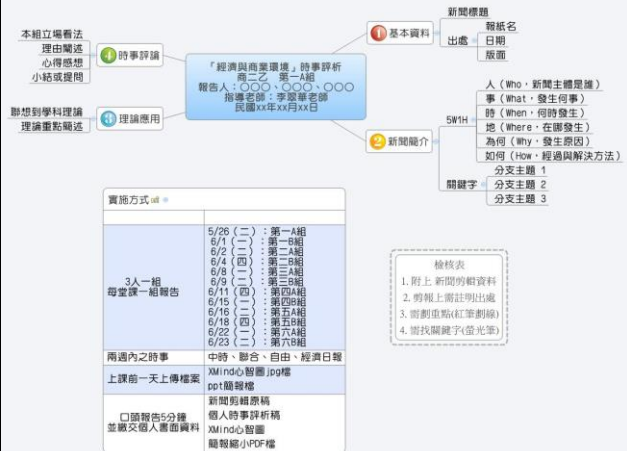 「經濟與商業環境」時事評析
商二乙　第一A組
報告人：○○○、○○○、○○○
指導老師：李翠華老師
民國xx年xx月xx日
1 基本資料
新聞標題
出處
報紙名
日期
版面
2 新聞簡介
5W1H
人（Who，新聞主體是誰）
事（What，發生何事）
時（When，何時發生）
地（Where，在哪發生）
為何（Why，發生原因）
如何（How，經過與解決方法）
關鍵字
分支主題 1
分支主題 2
分支主題 3
3 理論應用
聯想到學科理論
理論重點簡述
4 時事評論
本組立場看法
理由闡述
心得感想
小結或提問
實施方式
3人一組
每堂課一組報告
5/26（二）：第一A組
6/1（一）：第一B組
6/2（二）：第二A組
6/4（四）：第二B組
6/8（一）：第三A組
6/9（二）：第三B組
6/11（四）：第四A組
6/15（一）：第四B組
6/16（二）：第五A組
6/18（四）：第五B組
6/22（一）：第六A組
6/23（二）：第六B組
兩週內之時事
中時、聯合、自由、經濟日報
上課前一天上傳檔案
XMind心智圖jpg檔
ppt簡報檔
口頭報告5分鐘
並繳交個人書面資料
新聞剪輯原稿
個人時事評析稿
XMind心智圖
簡報縮小PDF檔
檢核表
1. 附上 新聞剪輯資料
2. 剪報上需註明出處
3. 需劃重點(紅筆劃線)
4. 需找關鍵字(螢光筆)